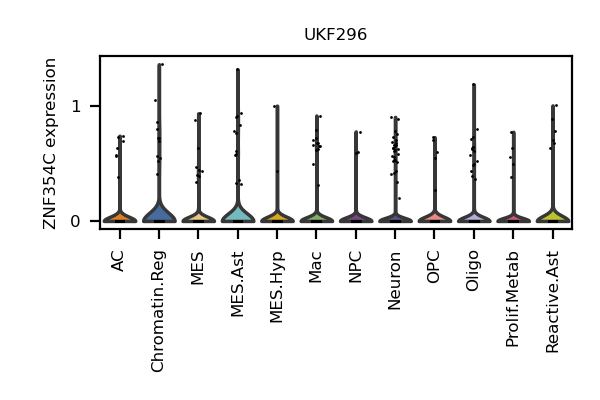 UKF296
ZNF354C expression
1
0
AC
Chromatin.Reg
MES
MES.Ast
MES.Hyp
Mac
NPC
Neuron
OPC
Oligo
Prolif.Metab
Reactive.Ast